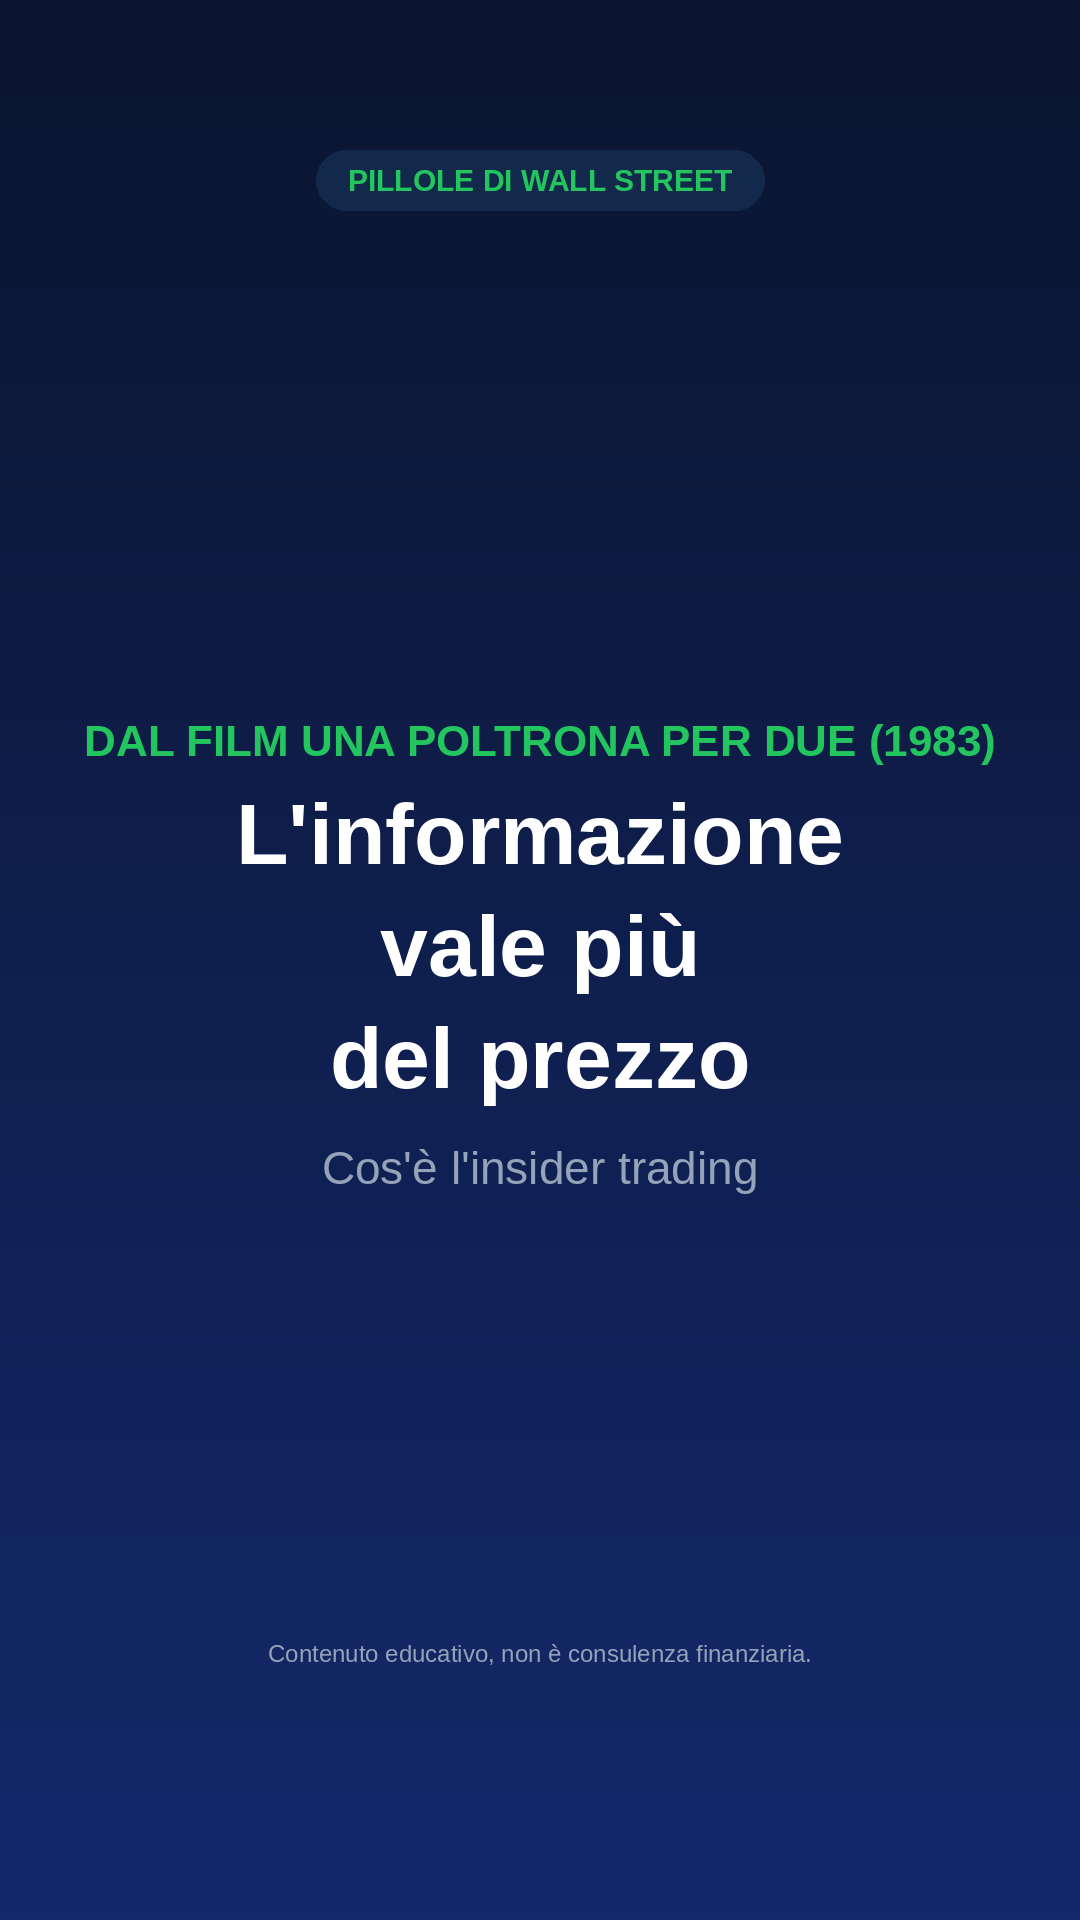 PILLOLE DI WALL STREET
DAL FILM UNA POLTRONA PER DUE (1983)
L'informazione
vale più
del prezzo
Cos'è l'insider trading
Contenuto educativo, non è consulenza finanziaria.